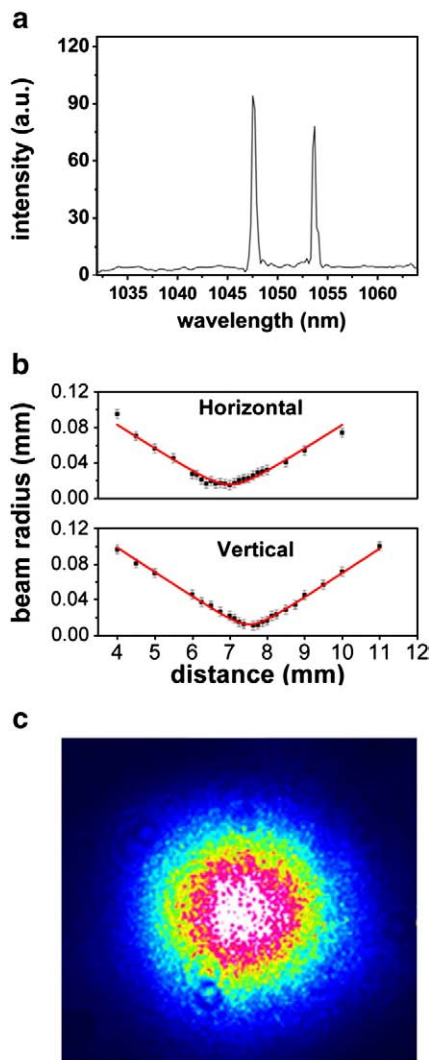 a
120
90
60
30
0
intensity (a.u.)
1035 1040 1045 1050 1055 1060
wavelength (nm)
b
0.12
0.08
0.04
0.00
Horizontal
0.12
0.08
0.04
0.00
Vertical
beam radius (mm)
4 5 6 7 8 9 10 11 12
distance (mm)
c